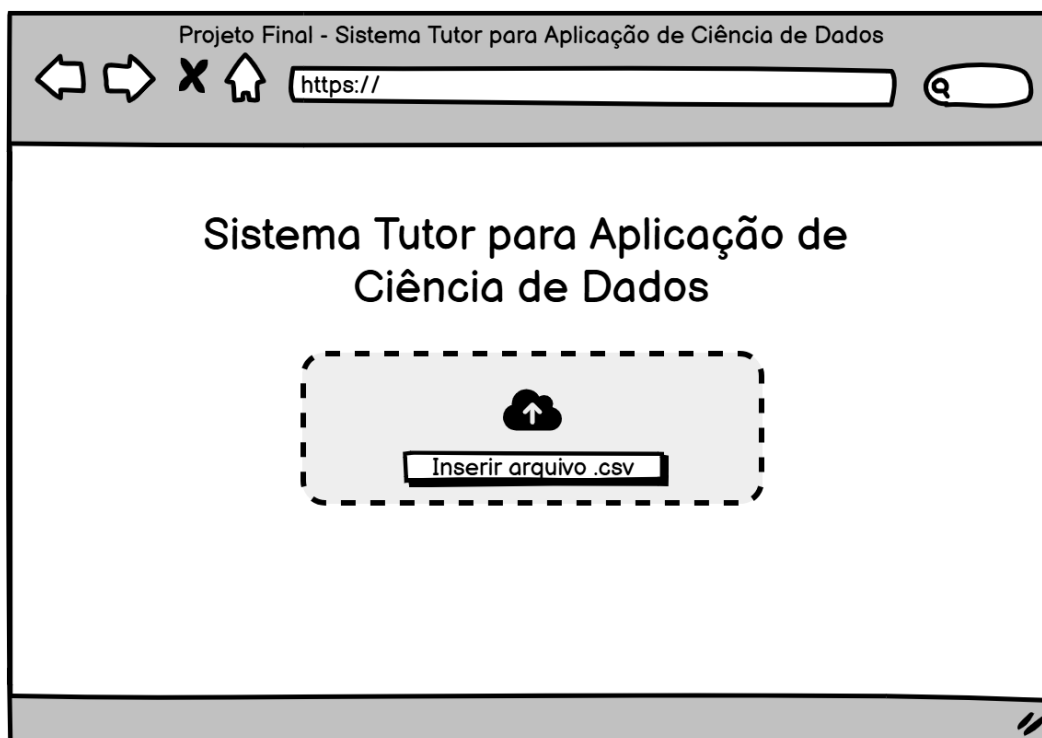 Projeto Final - Sistema Tutor para Aplicação de Ciência de Dados
https://
Sistema Tutor para Aplicação de
Ciência de Dados
Inserir arquivo .csv